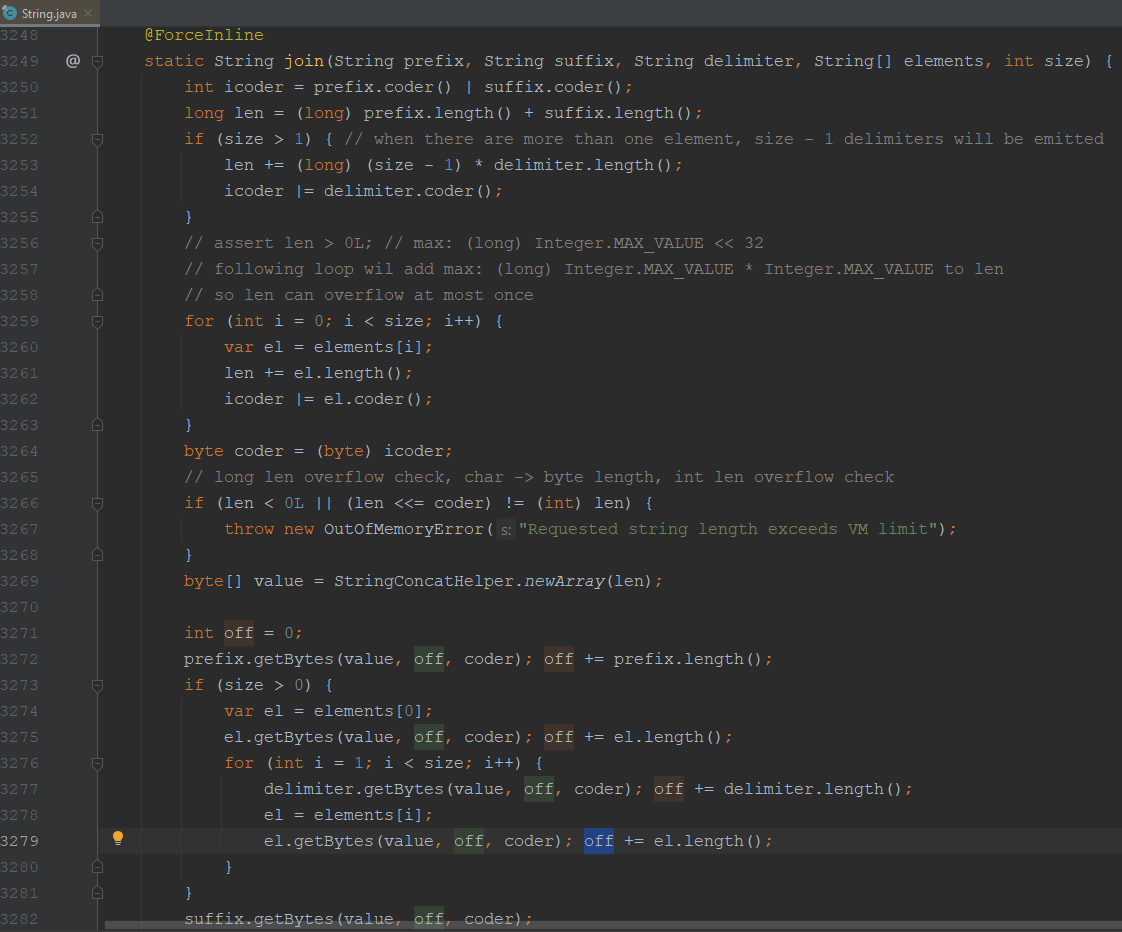 String.java
3248 @ForceInline
3249 @ static String join(String prefix, String suffix, String delimiter, String[] elements, int size) {
3250 int icoder = prefix.coder() | suffix.coder();
3251 long len = (long) prefix.length() + suffix.length();
3252 if (size > 1) { // when there are more than one element, size - 1 delimiters will be emitted
3253 len += (long) (size - 1) * delimiter.length();
3254 icoder |= delimiter.coder();
3255 }
3256 // assert len > 0L; // max: (long) Integer.MAX_VALUE << 32
3257 // following loop wil add max: (long) Integer.MAX_VALUE * Integer.MAX_VALUE to len
3258 // so len can overflow at most once
3259 for (int i = 0; i < size; i++) {
3260 var el = elements[i];
3261 len += el.length();
3262 icoder |= el.coder();
3263 }
3264 byte coder = (byte) icoder;
3265 // long len overflow check, char -> byte length, int len overflow check
3266 if (len < 0L || (len <<= coder) != (int) len) {
3267 throw new OutOfMemoryError( s: "Requested string length exceeds VM limit");
3268 }
3269 byte[] value = StringConcatHelper.newArray(len);
3270
3271 int off = 0;
3272 prefix.getBytes(value, off, coder); off += prefix.length();
3273 if (size > 0) {
3274 var el = elements[0];
3275 el.getBytes(value, off, coder); off += el.length();
3276 for (int i = 1; i < size; i++) {
3277 delimiter.getBytes(value, off, coder); off += delimiter.length();
3278 el = elements[i];
3279 el.getBytes(value, off, coder); off += el.length();
3280 }
3281 }
3282 suffix.getBytes(value, off, coder);